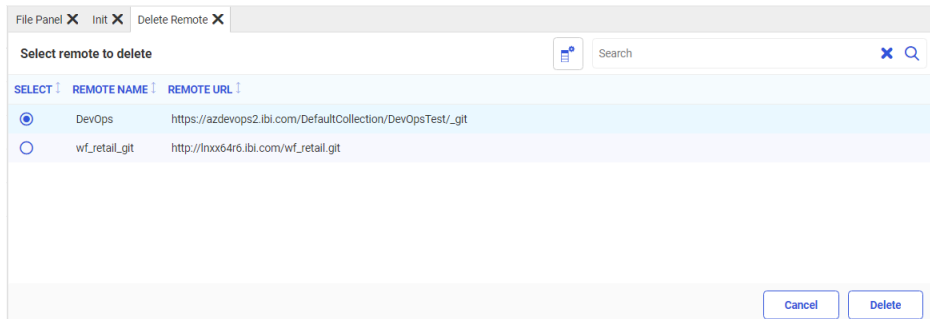 File Panel Init Delete Remote
Select remote to delete Search
SELECT REMOTE NAME REMOTE URL
DevOps https://azdevops2.ibi.com/DefaultCollection/DevOpsTest/_git
wf_retail_git http://lnxx64r6.ibi.com/wf_retail.git
Cancel Delete